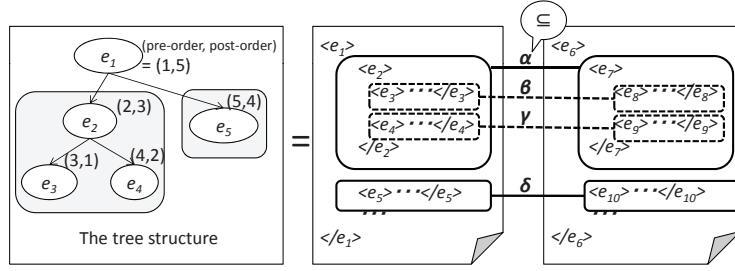 (pre-order, post-order)
= (1,5)
e1
(2,3)
(5,4)
e2
e5
(3,1)
(4,2)
e3
e4
The tree structure
=
<e1>
<e2>
<e3>···</e3>
<e4>···</e4>
</e2>
<e5>···</e5>
···
</e1>
⊆
α
β
γ
δ
<e6>
<e7>
<e8>···</e8>
<e9>···</e9>
</e7>
<e10>···</e10>
···
</e6>